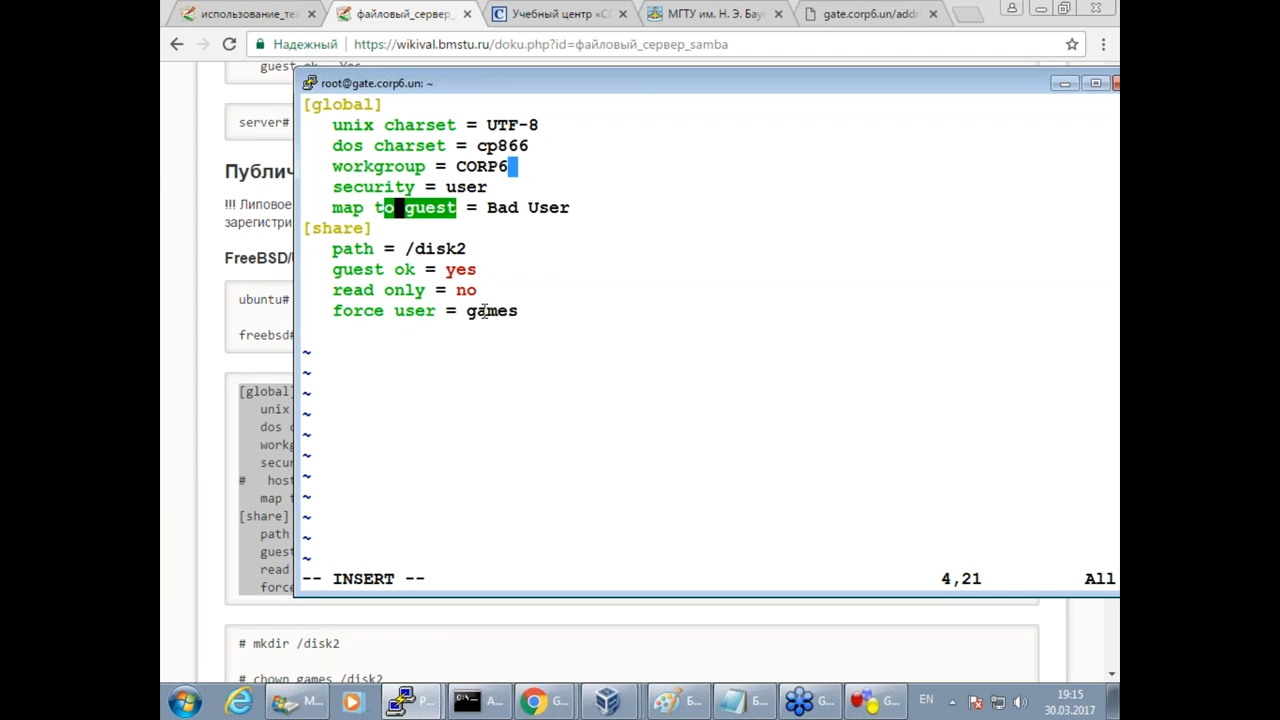 использование_тел файловый_сервер_ Учебный центр «С МГТУ им. Н. Э. Бау gate.corp6.un/addr
Надежный https://wikival.bmstu.ru/doku.php?id=файловый_сервер_samba
guest ok = Yes
root@gate.corp6.un: ~
[global]
unix charset = UTF-8
server#
dos charset = cp866
workgroup = CORP6
Публич
security = user
!!! Липовое
map to guest = Bad User
зарегистри
[share]
path = /disk2
FreeBSD/
guest ok = yes
read only = no
ubuntu#
force user = games
freebsd#
~
~
~
[global]
unix
~
dos c
~
workg
secur
~
# host
~
map t
[share]
~
path
~
guest
~
read
-- INSERT -- 4,21 All
force
# mkdir /disk2
# chown games /disk2
М... Р... A... G... Б... Б... G... G... EN 19:15
30.03.2017